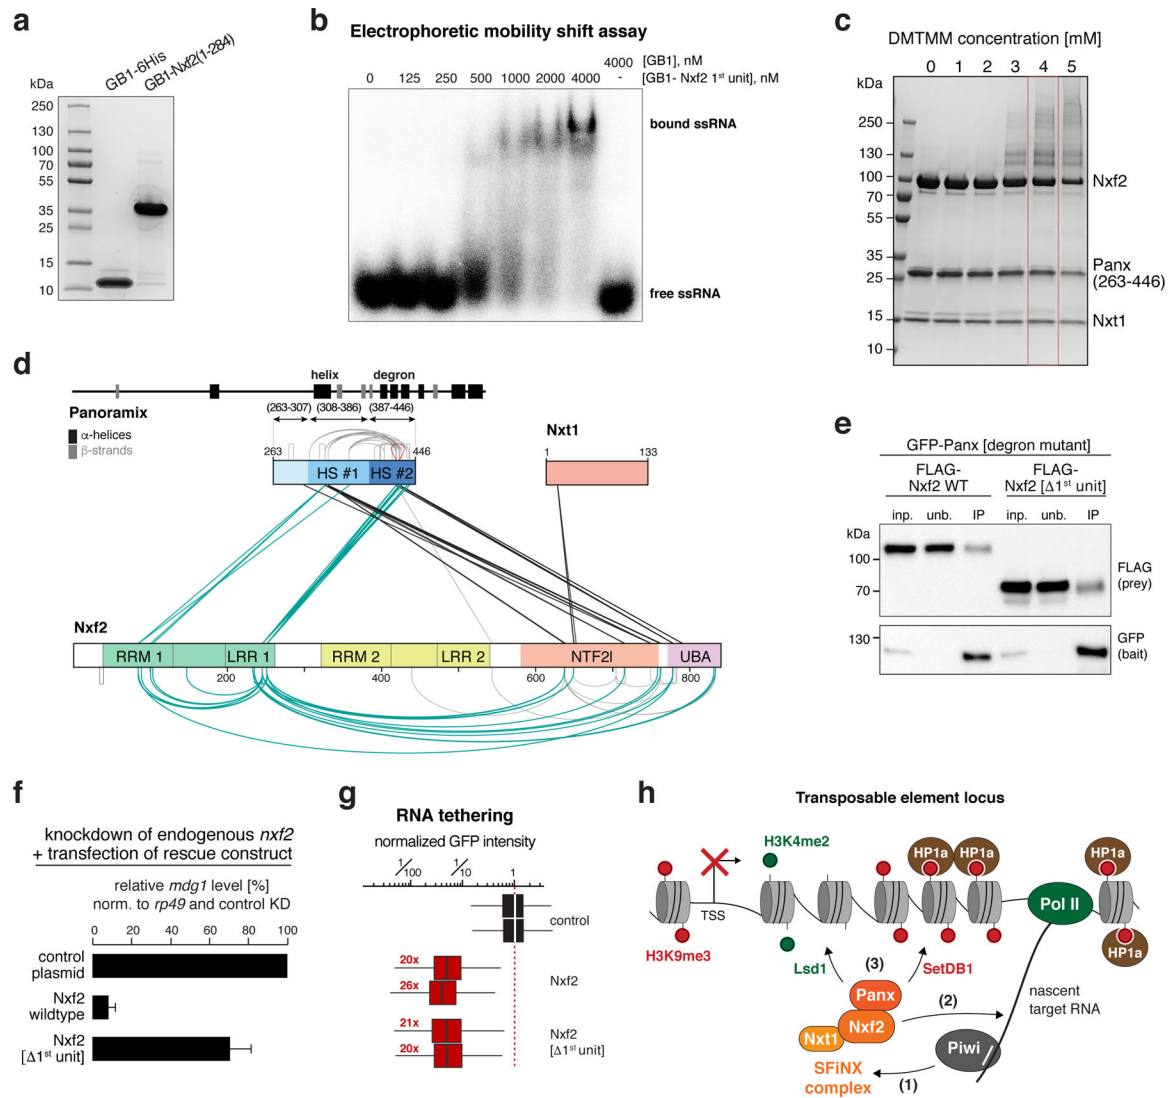 a
GB1-6His
GB1-Nxf2(1-284)
kDa
250
130
100
70
55
35
25
15
10
b
Electrophoretic mobility shift assay
4000 [GB1], nM
0 125 250 500 1000 2000 4000 - [GB1- Nxf2 1st unit], nM
bound ssRNA
free ssRNA
c
DMTMM concentration [mM]
0 1 2 3 4 5
kDa
250
130
100
70
55
35
25
15
10
Nxf2
Panx
(263-446)
Nxt1
d
helix degron
Panoramix
(263-307) (308-386) (387-446)
α-helices
β-strands
263 446
HS #1 HS #2
Nxt1
1 133
Nxf2
RRM 1 LRR 1 RRM 2 LRR 2 NTF2l UBA
200 400 600 800
e
GFP-Panx [degron mutant]
FLAG-
Nxf2 WT
FLAG-
Nxf2 [Δ1st unit]
inp. unb. IP inp. unb. IP
kDa
100
70
FLAG
(prey)
130
GFP
(bait)
f
knockdown of endogenous nxf2
+ transfection of rescue construct
relative mdg1 level [%]
norm. to rp49 and control KD
0 20 40 60 80 100
control
plasmid
Nxf2
wildtype
Nxf2
[Δ1st unit]
g
RNA tethering
normalized GFP intensity
1/100 1/10 1
control
20x
26x
Nxf2
21x
20x
Nxf2
[Δ1st unit]
h
Transposable element locus
H3K4me2
HP1a HP1a HP1a
TSS
Pol II
H3K9me3
HP1a
Lsd1 (3) SetDB1
Panx
(2)
nascent
target RNA
Nxf2
Nxt1
Piwi
SFiNX
complex
(1)